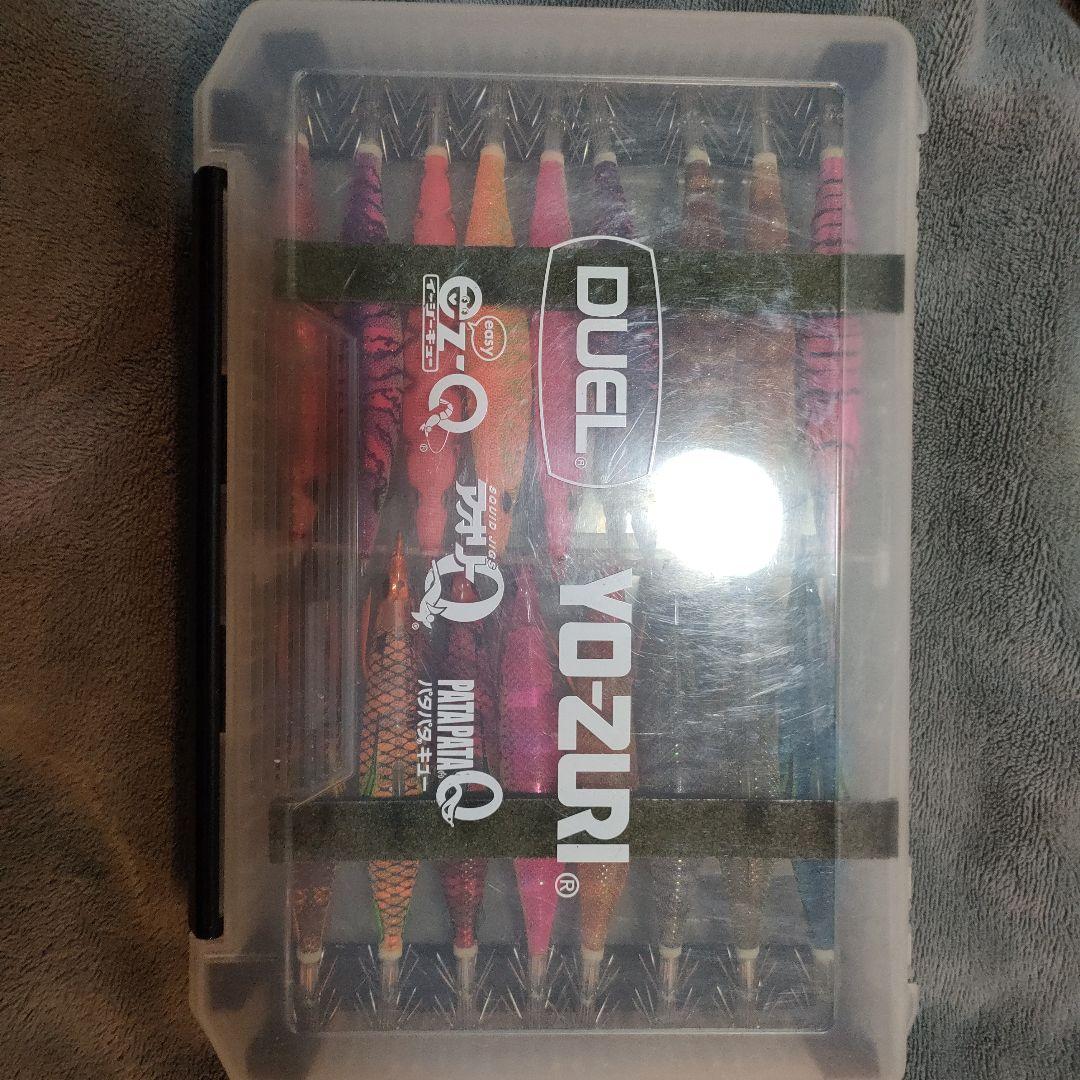 DUEL®
YO-ZURI®
easy
ez-Q®
イージーキュー
SQUID JIGS
アオリーQ®
PATAPATA Q®
パタパタ キュー